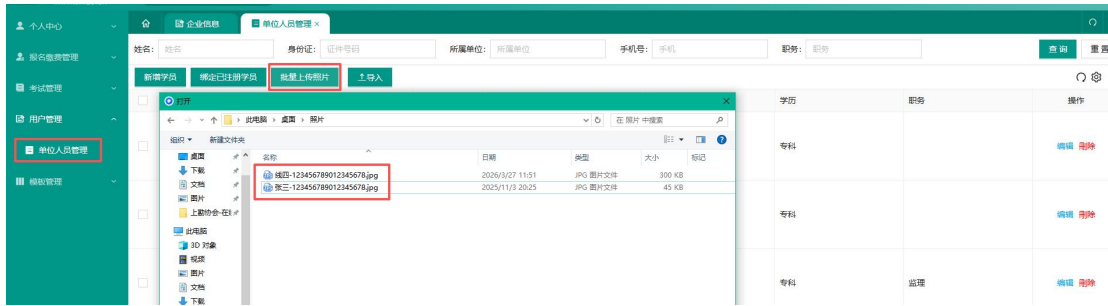 个人中心
企业信息
单位人员管理 ×
报名缴费管理
考试管理
用户管理
单位人员管理
模板管理
姓名: 姓名
身份证: 证件号码
所属单位: 所属单位
手机号: 手机
职务: 职务
查询
重置
新增学员
绑定已注册学员
批量上传照片
导入
学历
职务
操作
打开
此电脑 › 桌面 › 照片
在 照片 中搜索
组织
新建文件夹
名称
日期
类型
大小
标记
线四-123456789012345678.jpg
2026/3/27 11:51
JPG 图片文件
300 KB
张三-123456789012345678.jpg
2025/11/3 20:25
JPG 图片文件
45 KB
桌面
下载
文档
图片
此电脑
3D 对象
视频
图片
文档
下载
专科
编辑 删除
专科
编辑 删除
专科
监理
编辑 删除